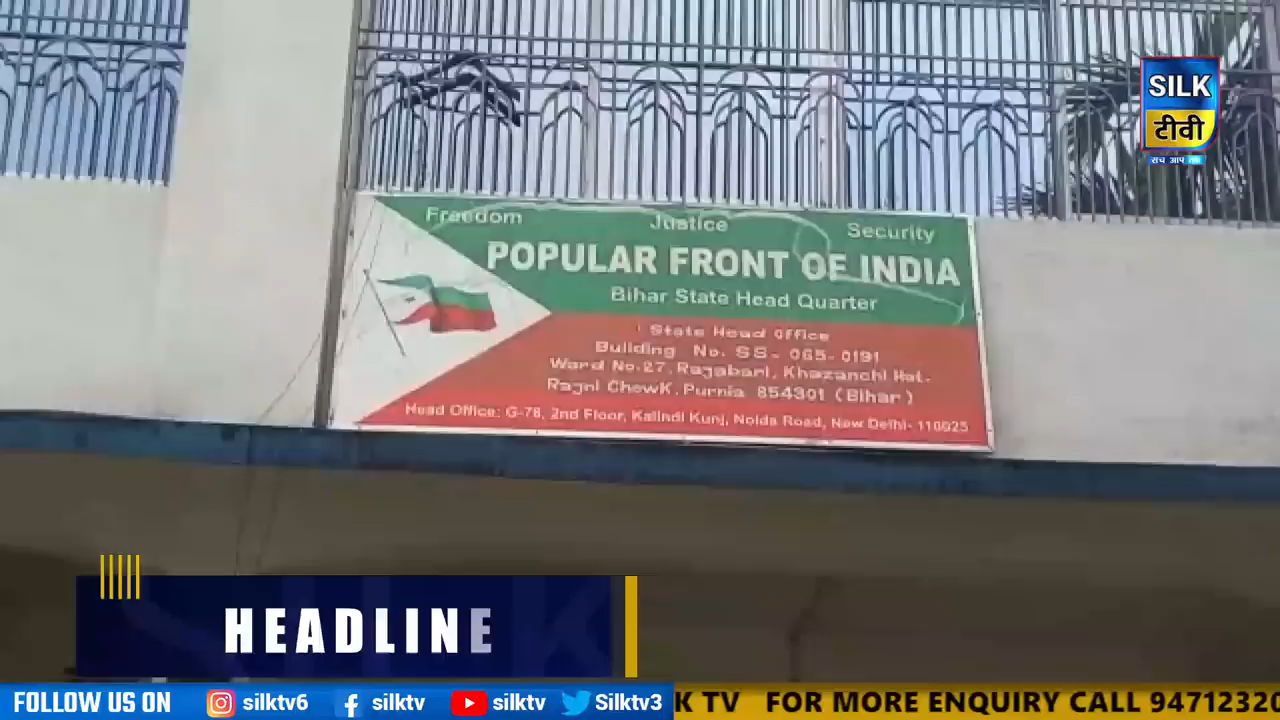 SILK
टीवी
सच आप तक
Freedom Justice Security
POPULAR FRONT OF INDIA
Bihar State Head Quarter
State Head Office
Building No. SS- 065- 0191
Ward No-27, Rajabari, Khazanchi Hat-
Rajni Chowk, Purnia 854301 (Bihar)
Head Office: G-78, 2nd Floor, Kalindi Kunj, Noida Road, New Delhi- 110025
HEADLINE
FOLLOW US ON silktv6 silktv silktv Silktv3 K TV FOR MORE ENQUIRY CALL 94712320